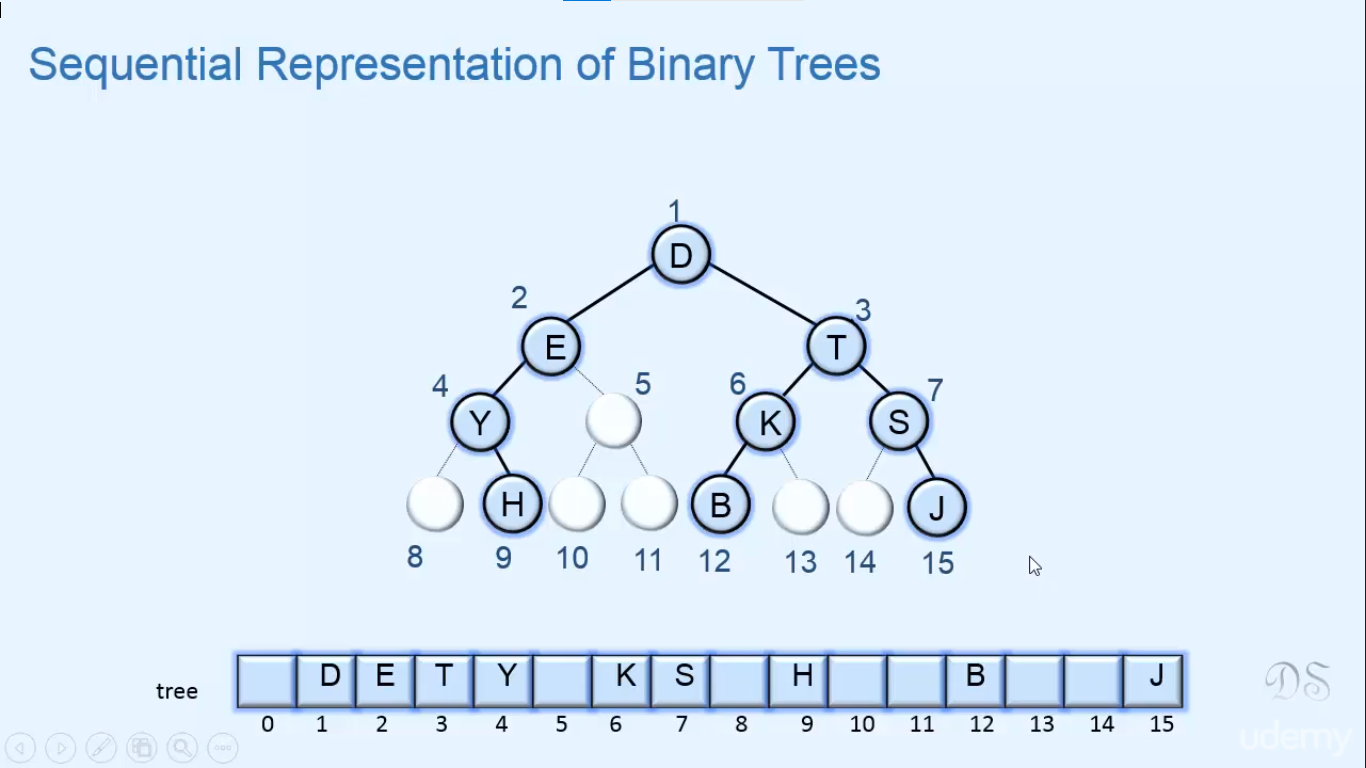 Sequential Representation of Binary Trees
1
D
2
3
E
T
4
5
6
7
Y
K
S
H
B
J
8
9
10
11
12
13
14
15
tree
D E T Y K S H B J
0 1 2 3 4 5 6 7 8 9 10 11 12 13 14 15
DS
udemy